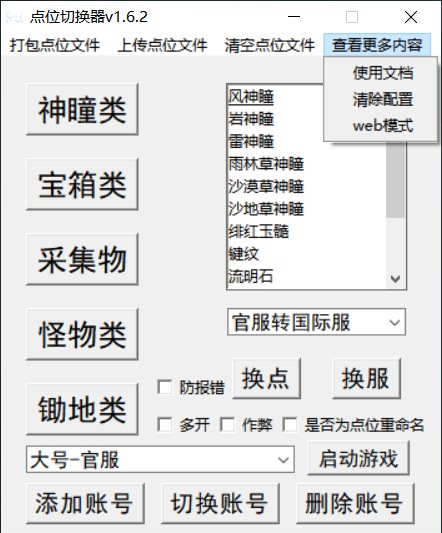 点位切换器v1.6.2
打包点位文件 上传点位文件 清空点位文件 查看更多内容
使用文档
清除配置
web模式
神瞳类
宝箱类
采集物
怪物类
锄地类
风神瞳
岩神瞳
雷神瞳
雨林草神瞳
沙漠草神瞳
沙地草神瞳
绯红玉髓
键纹
流明石
官服转国际服
防报错 换点 换服
多开 作弊 是否为点位重命名
大号-官服 启动游戏
添加账号 切换账号 删除账号